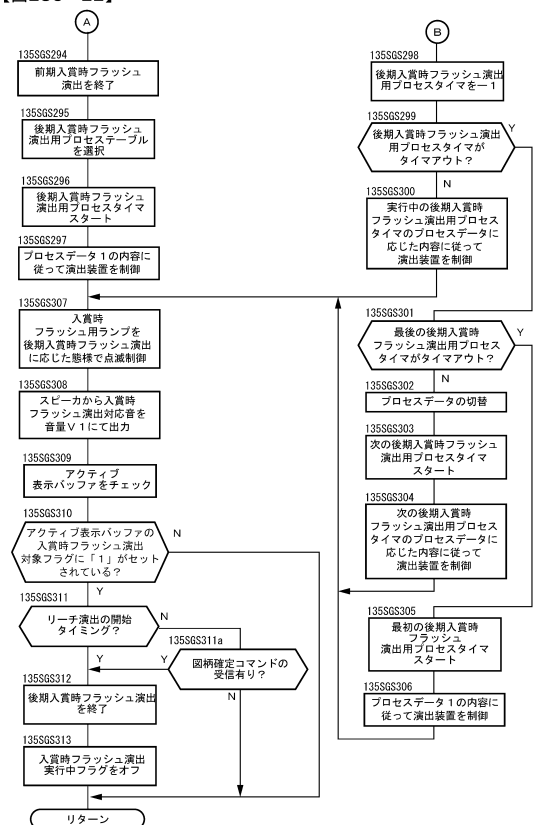 A
135SGS294
前期入賞時フラッシュ
演出を終了
135SGS295
後期入賞時フラッシュ
演出用プロセステーブル
を選択
135SGS296
後期入賞時フラッシュ
演出用プロセスタイマ
スタート
135SGS297
プロセスデータ1の内容に
従って演出装置を制御
135SGS307
入賞時
フラッシュ用ランプを
後期入賞時フラッシュ演出
に応じた態様で点滅制御
135SGS308
スピーカから入賞時
フラッシュ演出対応音を
音量V1にて出力
135SGS309
アクティブ
表示バッファをチェック
135SGS310
アクティブ表示バッファの
入賞時フラッシュ演出
対象フラグに「1」がセット
されている?
N
Y
135SGS311
リーチ演出の開始
タイミング?
N
Y
135SGS311a
図柄確定コマンドの
受信有り?
Y
N
135SGS312
後期入賞時フラッシュ演出
を終了
135SGS313
入賞時フラッシュ演出
実行中フラグをオフ
リターン
B
135SGS298
後期入賞時フラッシュ演出
用プロセスタイマを-1
135SGS299
後期入賞時フラッシュ演出
用プロセスタイマが
タイマアウト?
Y
N
135SGS300
実行中の後期入賞時
フラッシュ演出用プロセス
タイマのプロセスデータに
応じた内容に従って
演出装置を制御
135SGS301
最後の後期入賞時
フラッシュ演出用プロセス
タイマがタイマアウト?
Y
N
135SGS302
プロセスデータの切替
135SGS303
次の後期入賞時フラッシュ
演出用プロセスタイマ
スタート
135SGS304
次の後期入賞時
フラッシュ演出用プロセス
タイマのプロセスデータに
応じた内容に従って
演出装置を制御
135SGS305
最初の後期入賞時
フラッシュ
演出用プロセスタイマ
スタート
135SGS306
プロセスデータ1の内容に
従って演出装置を制御